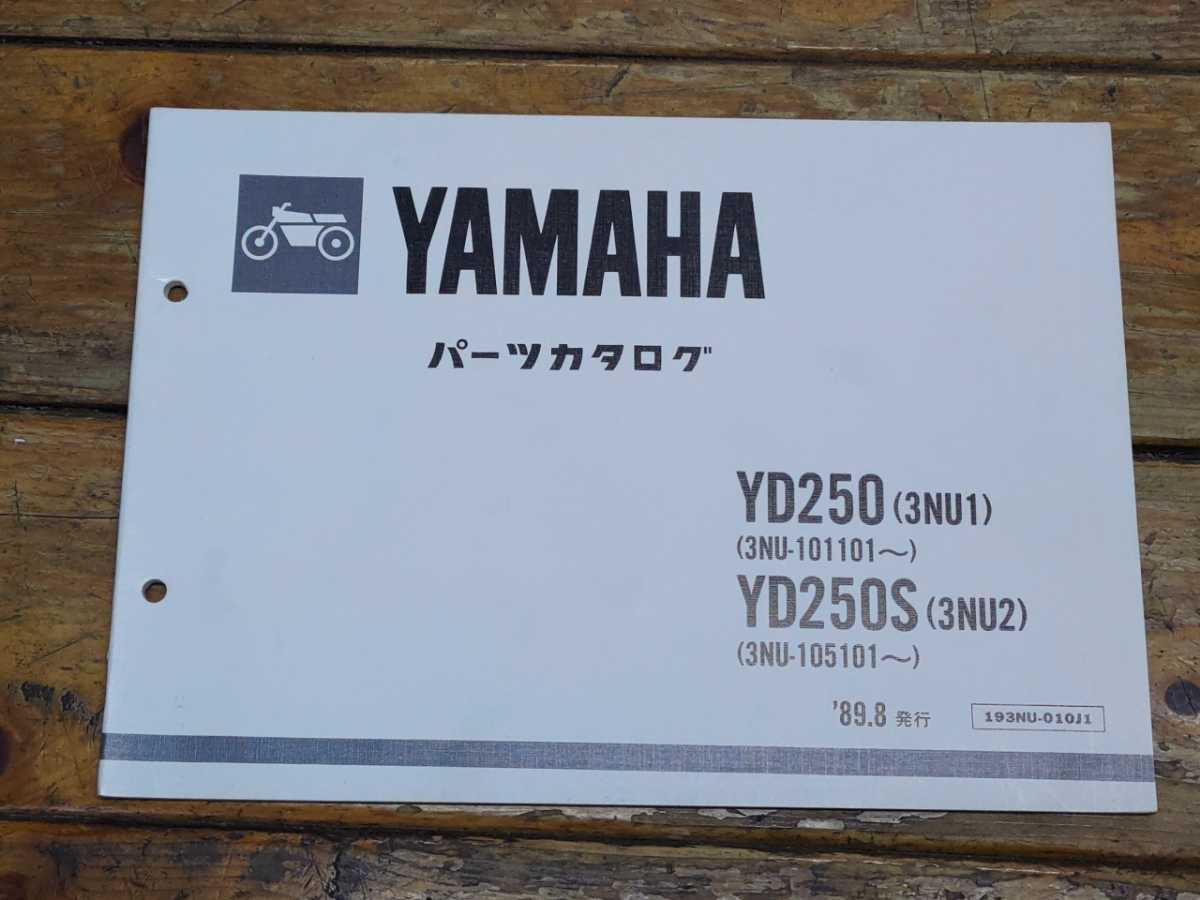 YAMAHA
パーツカタログ
YD250 (3NU1)
(3NU-101101〜)
YD250S (3NU2)
(3NU-105101〜)
'89.8 発行
193NU-010J1